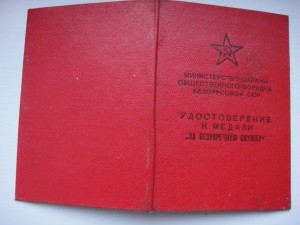 МИНИСТЕРСТВО ОХРАНЫ
ОБЩЕСТВЕННОГО ПОРЯДКА
БЕЛОРУССКОЙ ССР
УДОСТОВЕРЕНИЕ
К МЕДАЛИ
„ЗА БЕЗУПРЕЧНУЮ СЛУЖБУ"